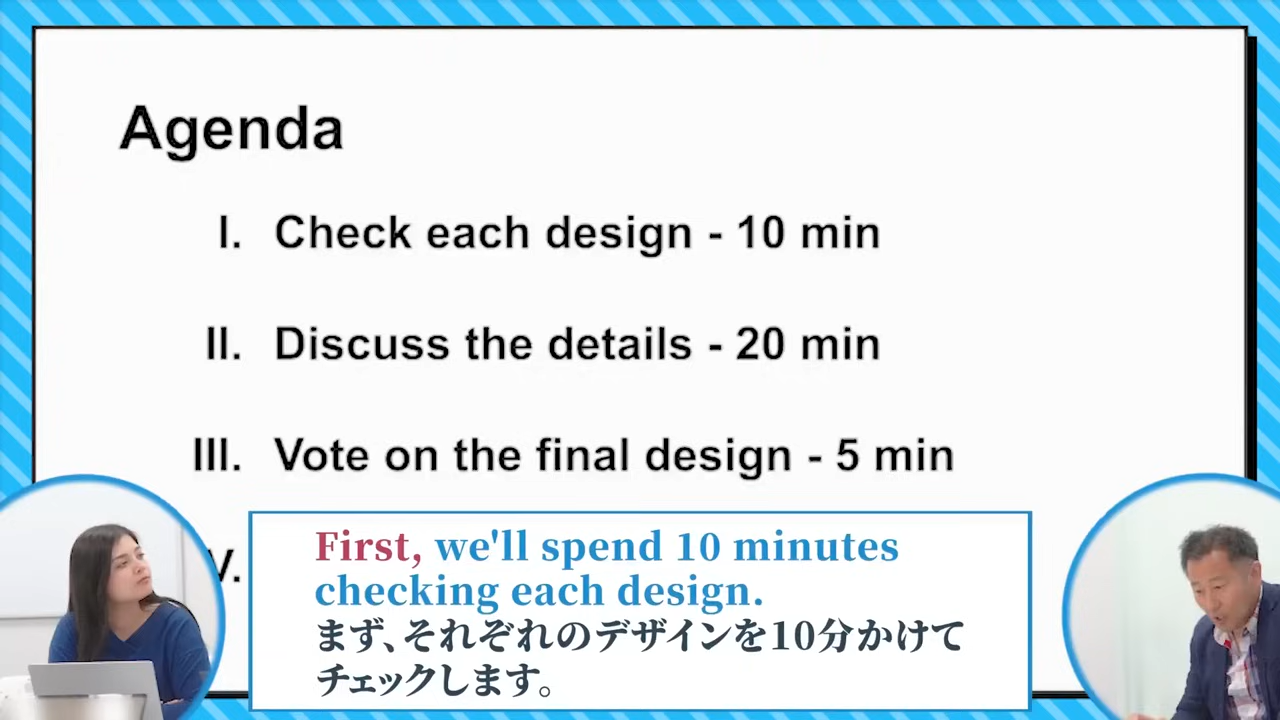 Agenda
I. Check each design - 10 min
II. Discuss the details - 20 min
III. Vote on the final design - 5 min
V.
First, we'll spend 10 minutes
checking each design.
まず、それぞれのデザインを10分かけて
チェックします。